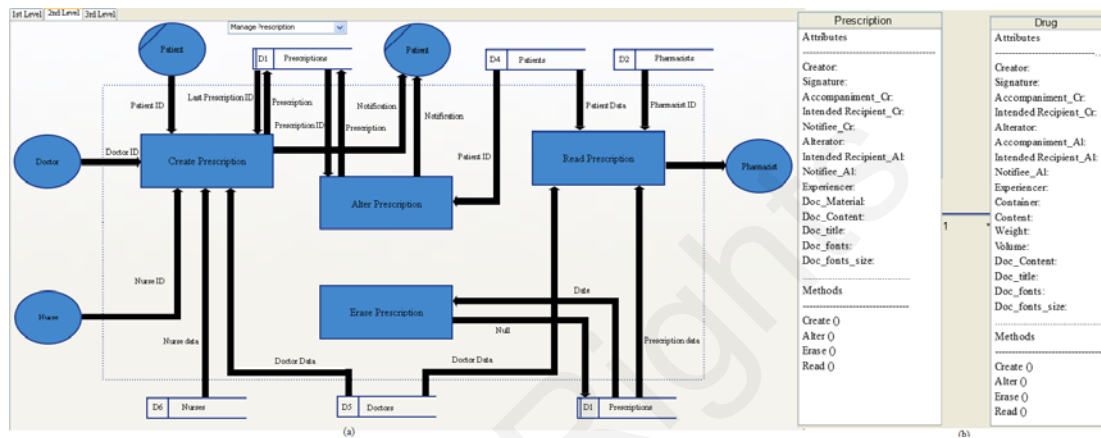 1st Level 2nd Level 3rd Level
Manage Prescription
Patient
D1 Prescriptions
Patient
D4 Patients
D2 Pharmacists
Patient ID
Last Prescription ID
Prescription
Prescription ID
Prescription
Notification
Notification
Patient Data
Pharmacist ID
Doctor
Doctor ID
Create Prescription
Read Prescription
Pharmacist
Patient ID
Alter Prescription
Nurse ID
Nurse
Erase Prescription
Date
Null
Nurse data
Doctor Data
Doctor Data
Prescription data
D6 Nurses
D5 Doctors
D1 Prescriptions
(a)
Prescription
Attributes
Creator:
Signature:
Accompaniment_Cr:
Intended Recipient_Cr:
Notifiee_Cr:
Alterator:
Accompaniment_Al:
Intended Recipient_Al:
Notifiee_Al:
Experiencer:
Doc_Material:
Doc_Content:
Doc_title:
Doc_fonts:
Doc_fonts_size:
Methods
Create ()
Alter ()
Erase ()
Read ()
1 *
Drug
Attributes
Creator:
Signature:
Accompaniment_Cr:
Intended Recipient_Cr:
Alterator:
Accompaniment_Al:
Intended Recipient_Al:
Notifiee_Al:
Experiencer:
Container:
Content:
Weight:
Volume:
Doc_Content:
Doc_title:
Doc_fonts:
Doc_fonts_size:
Methods
Create ()
Alter ()
Erase ()
Read ()
(b)
Rights